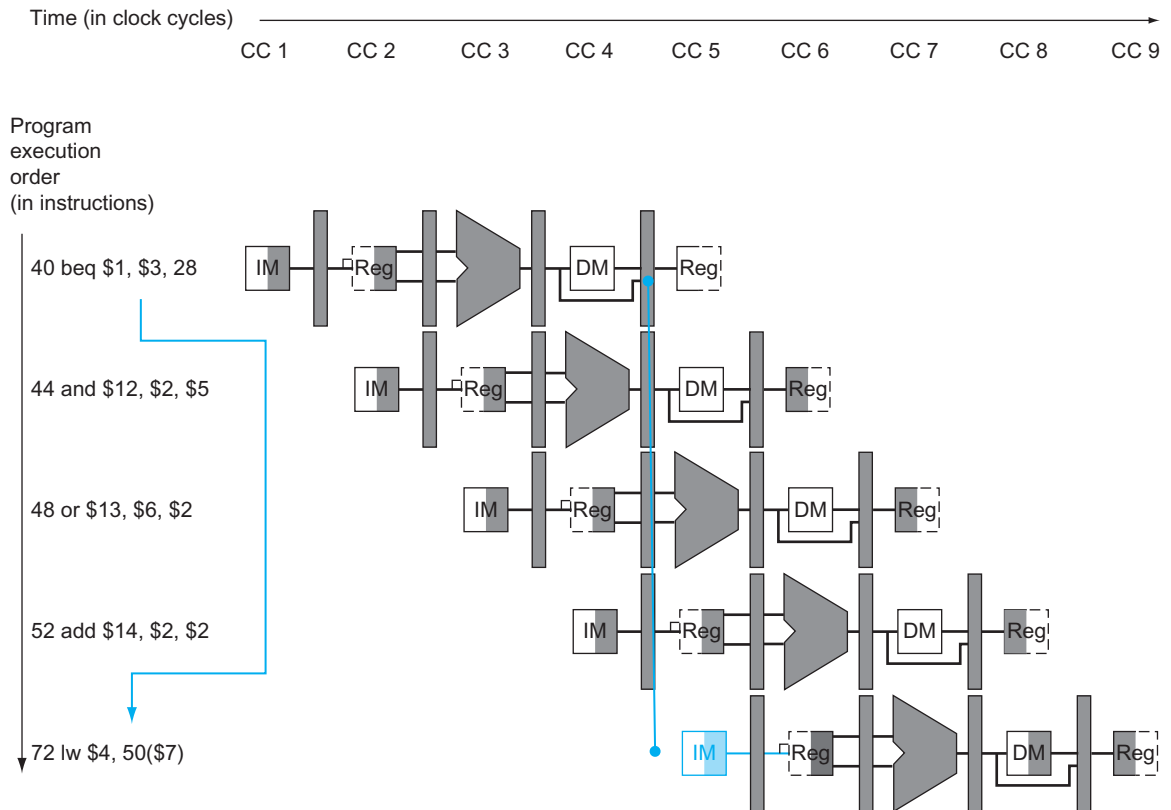 Time (in clock cycles)
CC 1 CC 2 CC 3 CC 4 CC 5 CC 6 CC 7 CC 8 CC 9
Program
execution
order
(in instructions)
40 beq $1, $3, 28
IM Reg DM Reg
44 and $12, $2, $5
IM Reg DM Reg
48 or $13, $6, $2
IM Reg DM Reg
52 add $14, $2, $2
IM Reg DM Reg
72 lw $4, 50($7)
IM Reg DM Reg